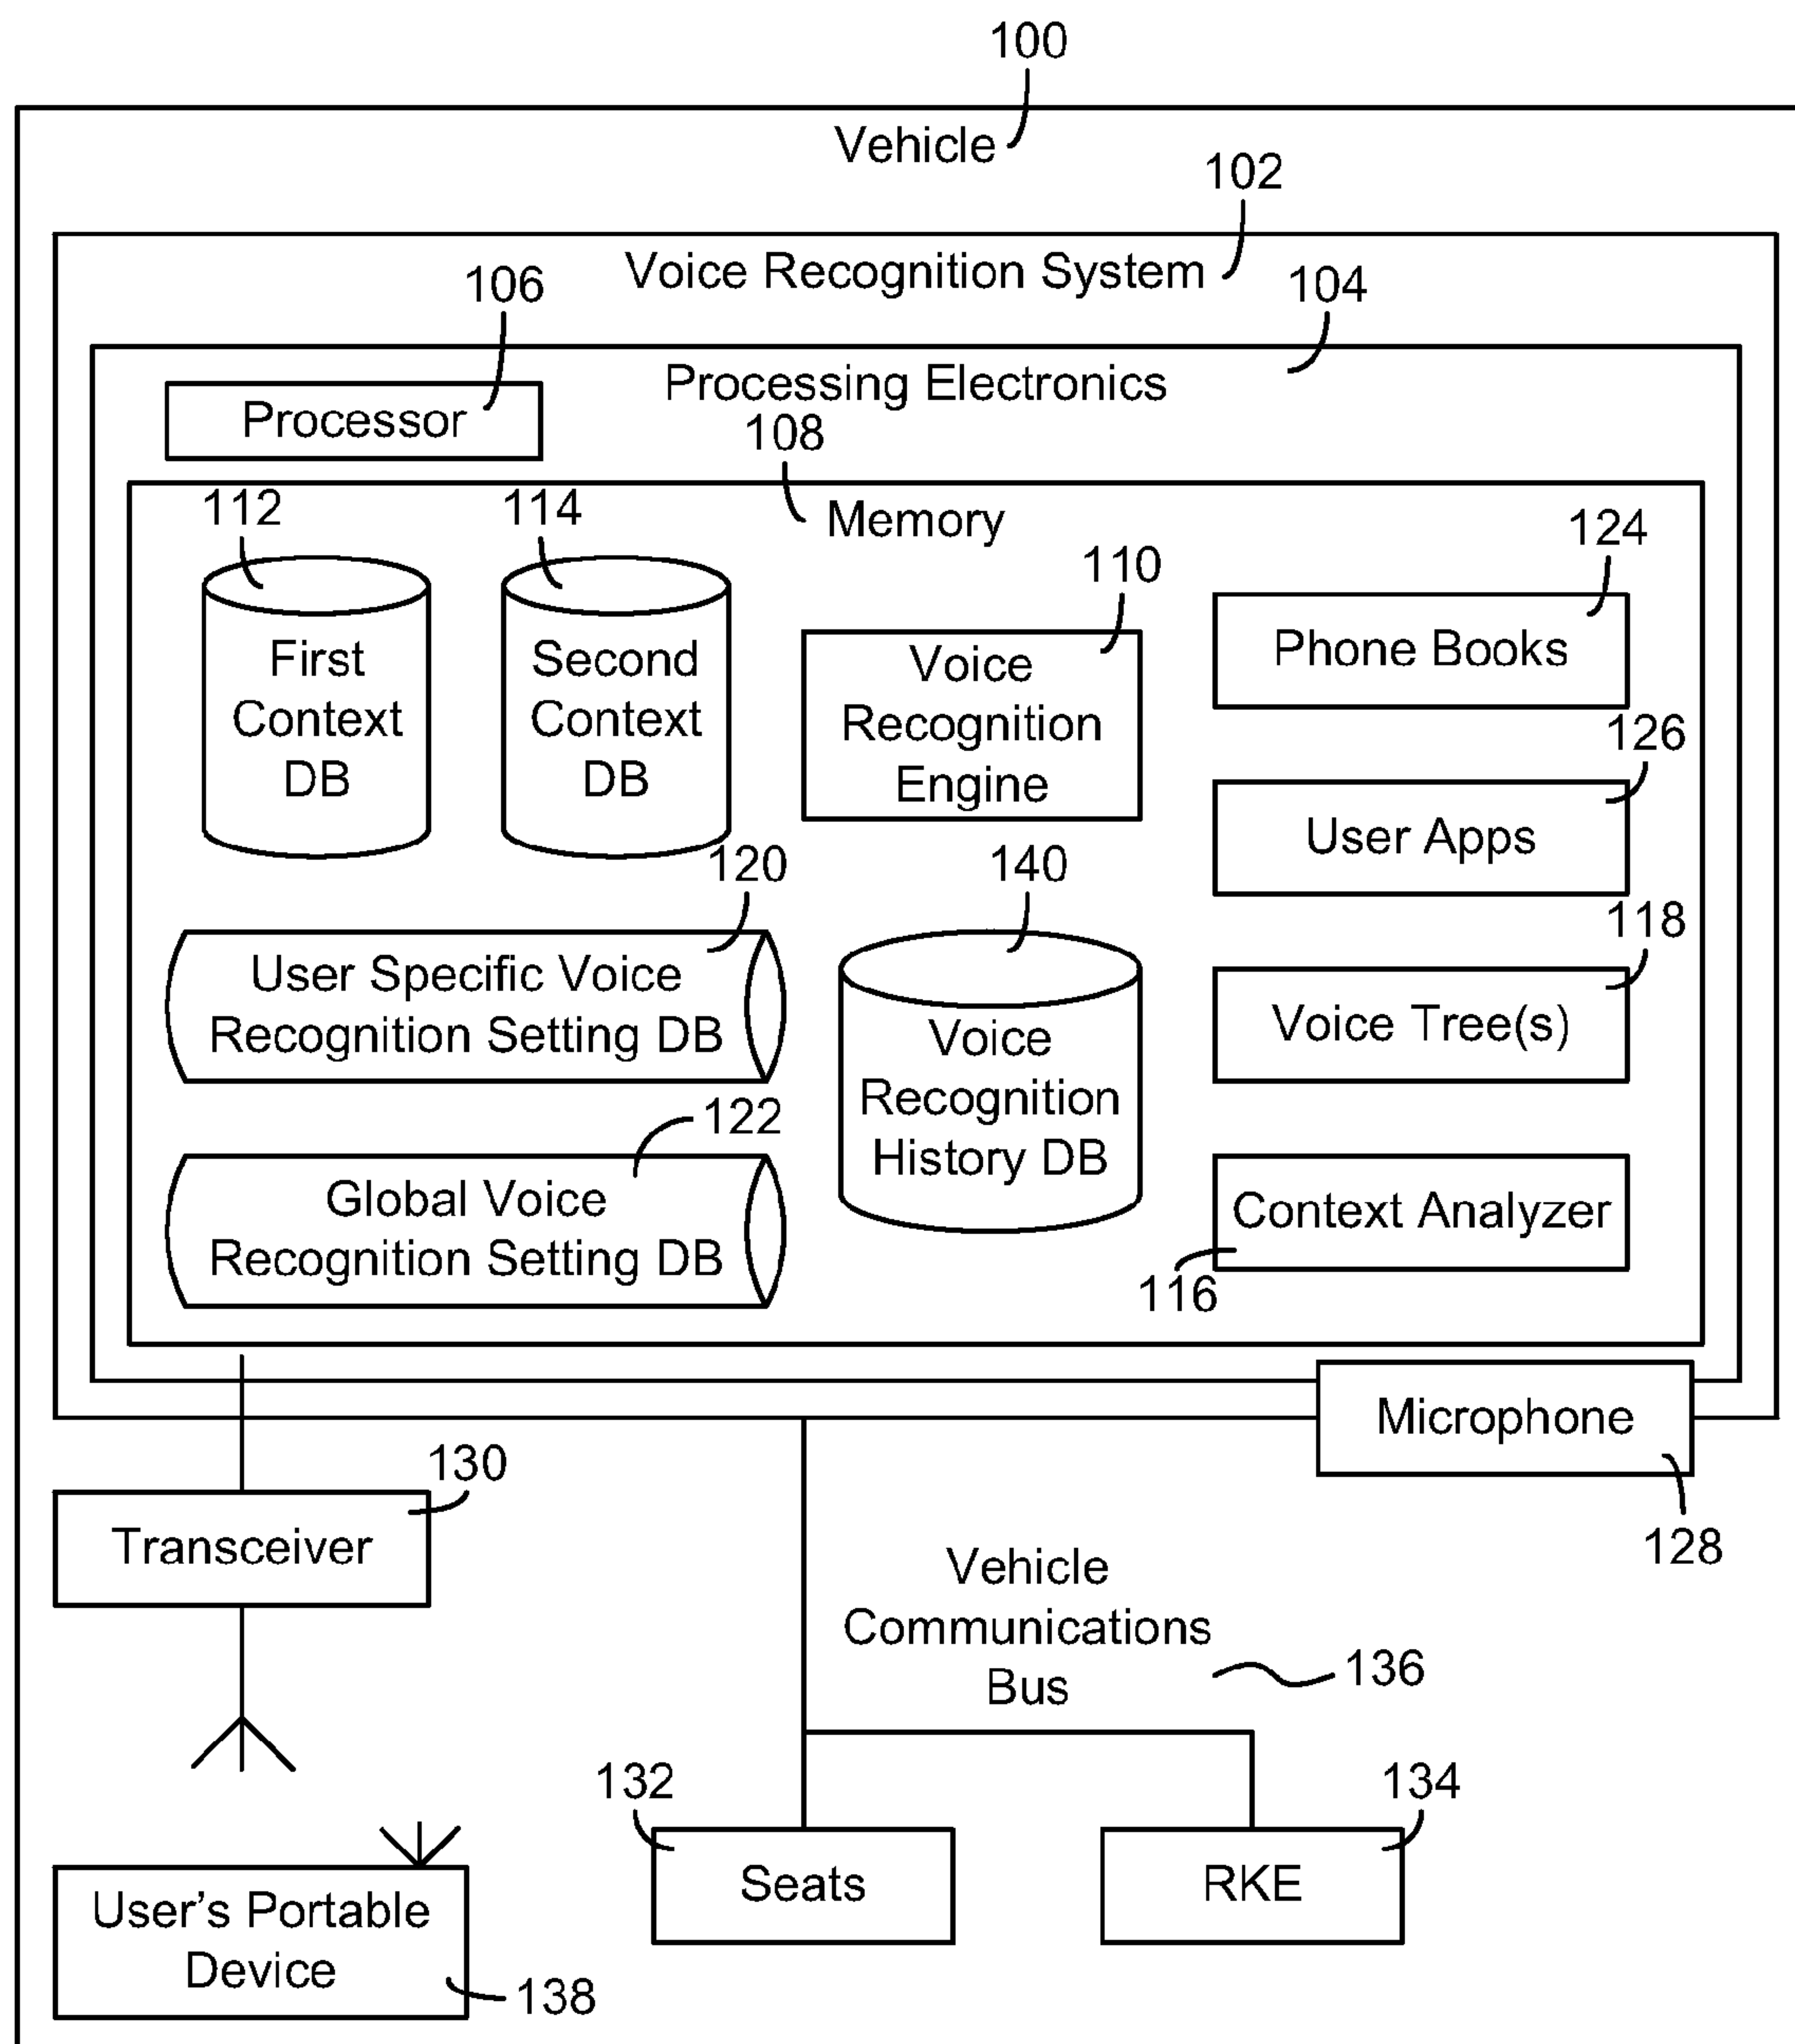 100
Vehicle
102
Voice Recognition System
106
104
Processing Electronics
Processor
108
112
114
Memory
124
110
First
Context
DB
Second
Context
DB
Voice
Recognition
Engine
Phone Books
126
User Apps
120
140
118
User Specific Voice
Recognition Setting DB
Voice
Recognition
History DB
Voice Tree(s)
122
Global Voice
Recognition Setting DB
Context Analyzer
116
Microphone
130
128
Transceiver
Vehicle
Communications
Bus
136
132
134
Seats
RKE
User's Portable
Device
138